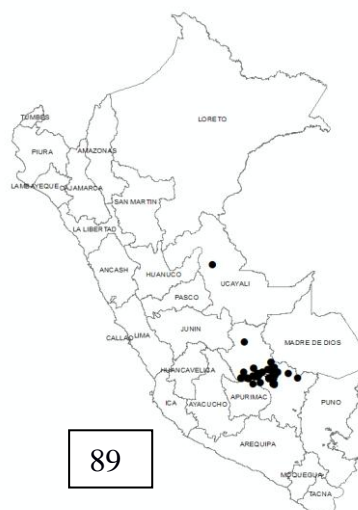 LORETO
TUMBES
PIURA
AMAZONAS
LAMBAYEQUE
CAJAMARCA
SAN MARTIN
LA LIBERTAD
ANCASH
HUANUCO
UCAYALI
PASCO
JUNIN
CALLAO
LIMA
MADRE DE DIOS
HUANCAVELICA
ICA
AYACUCHO
APURIMAC
PUNO
AREQUIPA
MOQUEGUA
TACNA
89